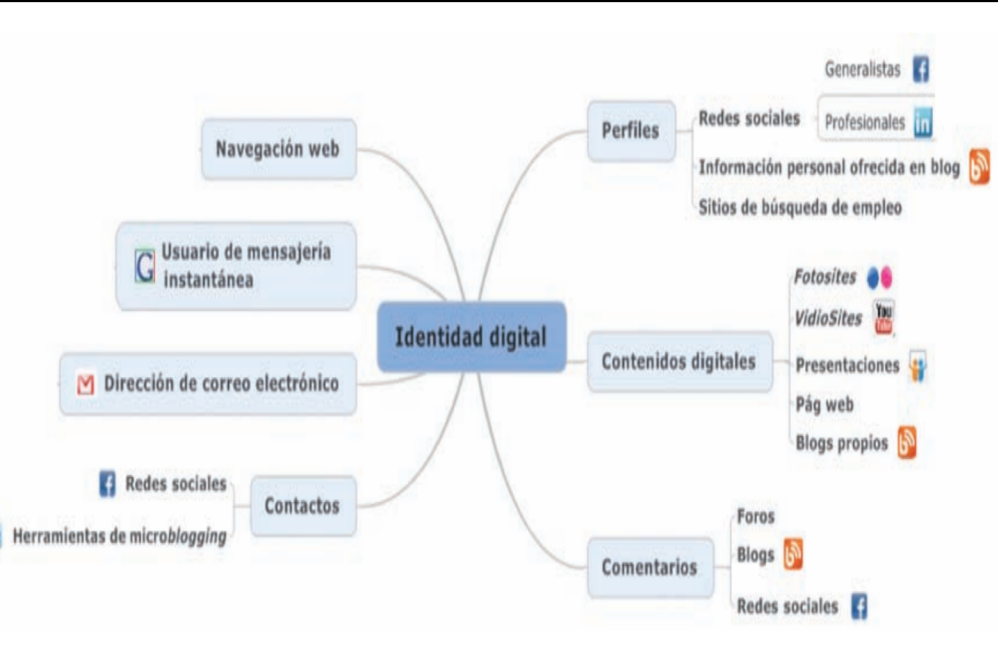 Identidad digital
Navegación web
Usuario de mensajería
instantánea
Dirección de correo electrónico
Contactos
Redes sociales
Herramientas de microblogging
Perfiles
Redes sociales
Generalistas
Profesionales
Información personal ofrecida en blog
Sitios de búsqueda de empleo
Contenidos digitales
Fotosites
VidioSites
You
Tube
Presentaciones
Pág web
Blogs propios
Comentarios
Foros
Blogs
Redes sociales